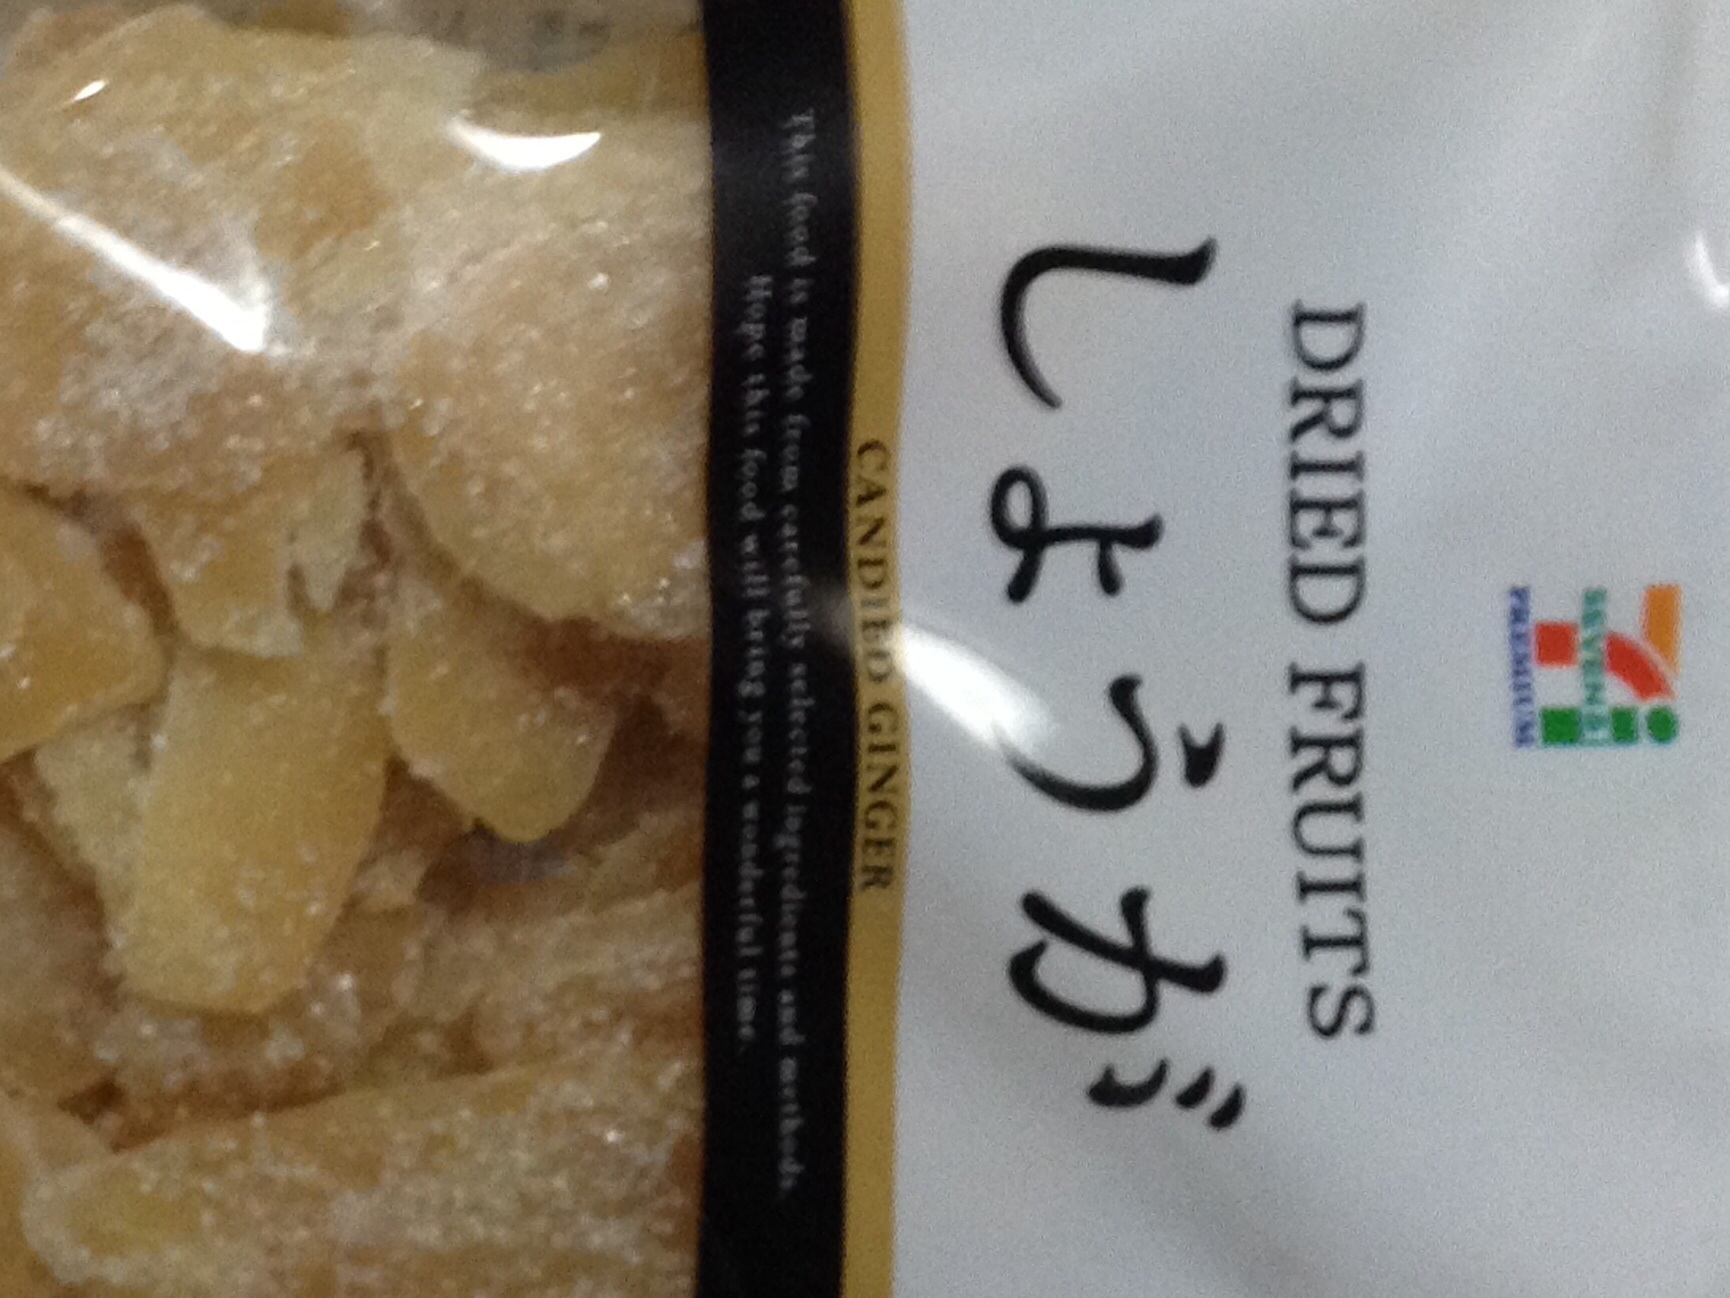 SEVEN&i
PREMIUM
DRIED FRUITS
しょうが
CANDIED GINGER
This food is made from carefully selected ingredients and methods.
Hope this food will bring you a wonderful time.